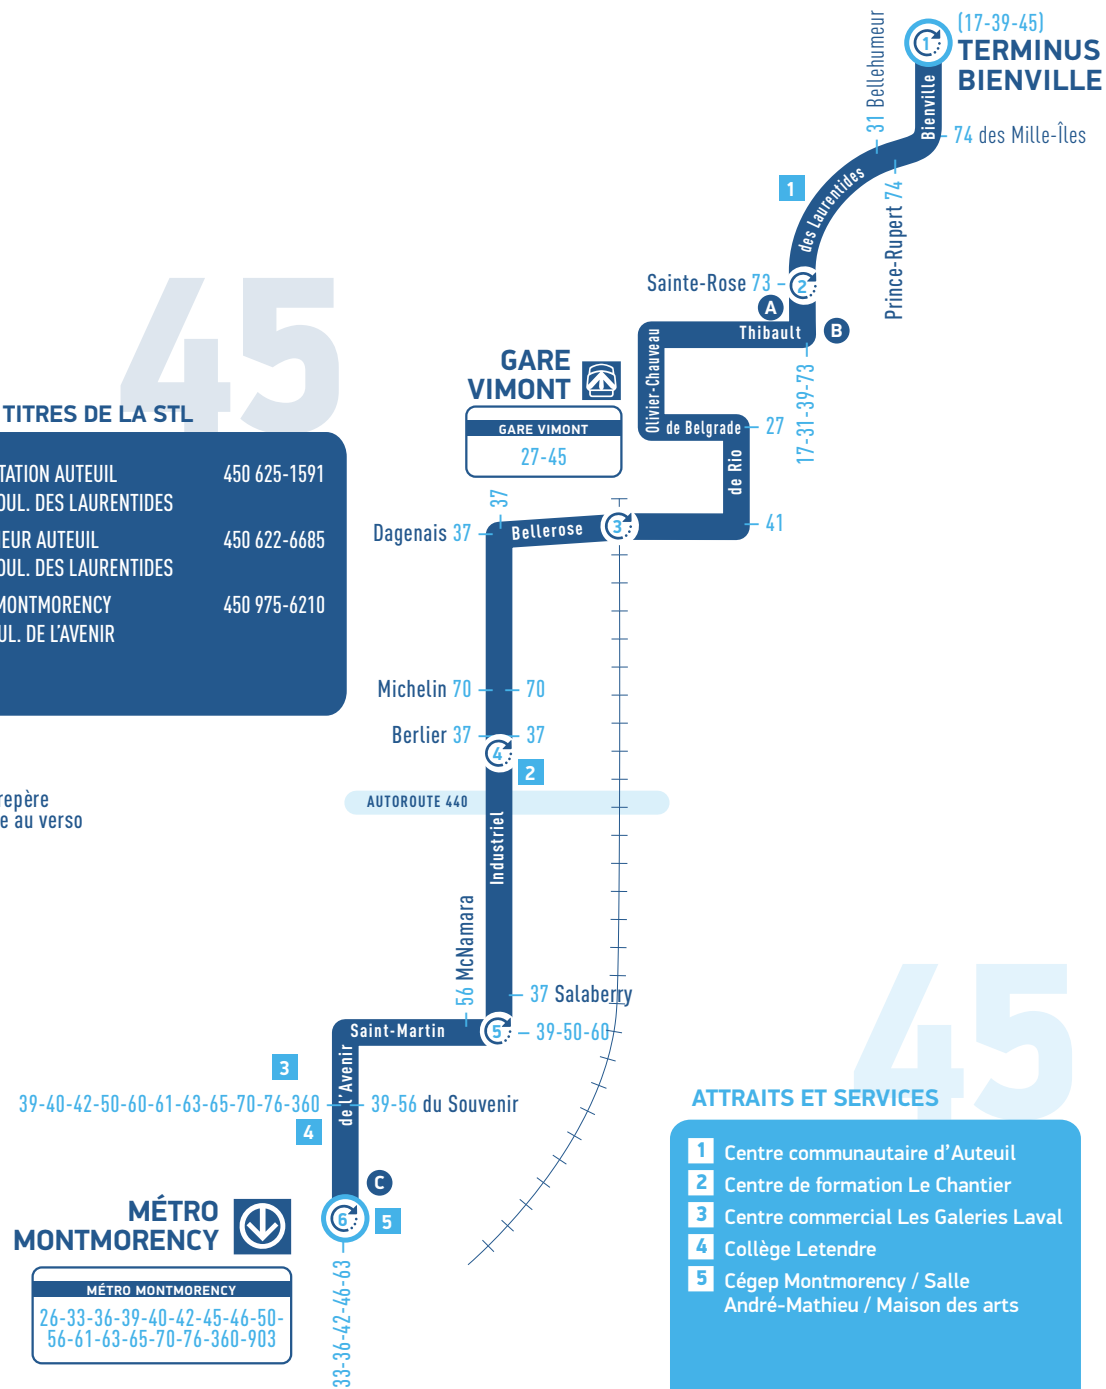 (17-39-45)
TERMINUS
BIENVILLE
1
Bienville
31 Bellehumeur
74 des Mille-Îles
1
des Laurentides
Prince-Rupert 74
Sainte-Rose 73
2
A
B
Thibault
17-31-39-73
Olivier-Chauveau
GARE
VIMONT
GARE VIMONT
27-45
de Belgrade
27
de Rio
41
45
TITRES DE LA STL
TATION AUTEUIL 450 625-1591
OUL. DES LAURENTIDES
EUR AUTEUIL 450 622-6685
OUL. DES LAURENTIDES
MONTMORENCY 450 975-6210
UL. DE L'AVENIR
37
Dagenais 37
Bellerose
3
Michelin 70
70
Berlier 37
37
4
2
repère
e au verso
AUTOROUTE 440
Industriel
56 McNamara
37 Salaberry
Saint-Martin
5
39-50-60
3
de l'Avenir
39-40-42-50-60-61-63-65-70-76-360
39-56 du Souvenir
4
C
6
5
MÉTRO
MONTMORENCY
MÉTRO MONTMORENCY
26-33-36-39-40-42-45-46-50-
56-61-63-65-70-76-360-903
33-36-42-46-63
45
ATTRAITS ET SERVICES
1 Centre communautaire d'Auteuil
2 Centre de formation Le Chantier
3 Centre commercial Les Galeries Laval
4 Collège Letendre
5 Cégep Montmorency / Salle
André-Mathieu / Maison des arts